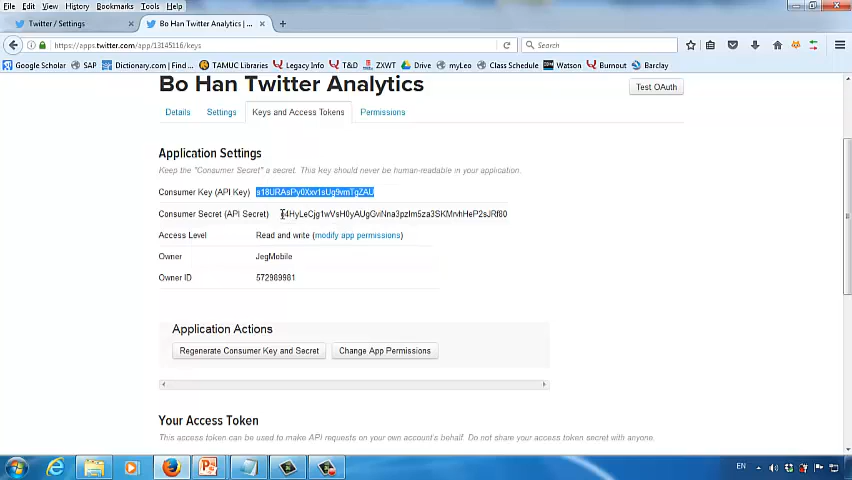 File Edit View History Bookmarks Tools Help
Twitter / Settings × Bo Han Twitter Analytics | ... × +
https://apps.twitter.com/app/13145116/keys Search
Google Scholar SAP Dictionary.com | Find... TAMUC Libraries Legacy Info T&D ZXWT Drive myLeo Class Schedule Watson Burnout Barclay
Bo Han Twitter Analytics
Test OAuth
Details Settings Keys and Access Tokens Permissions
Application Settings
Keep the "Consumer Secret" a secret. This key should never be human-readable in your application.
Consumer Key (API Key)
Consumer Secret (API Secret)
Access Level Read and write (modify app permissions)
Owner JegMobile
Owner ID 572989981
Application Actions
Regenerate Consumer Key and Secret Change App Permissions
Your Access Token
This access token can be used to make API requests on your own account's behalf. Do not share your access token secret with anyone.
EN